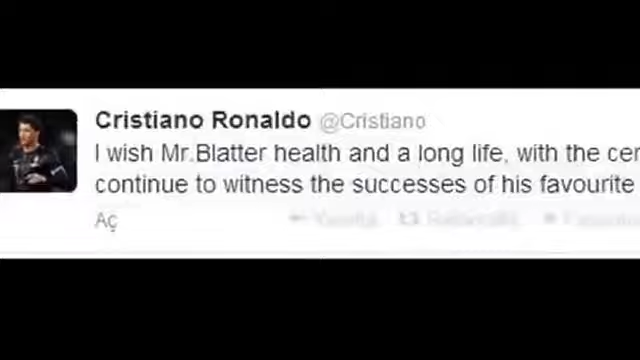 Cristiano Ronaldo @Cristiano
I wish Mr.Blatter health and a long life, with the cer
continue to witness the successes of his favourite
Aç